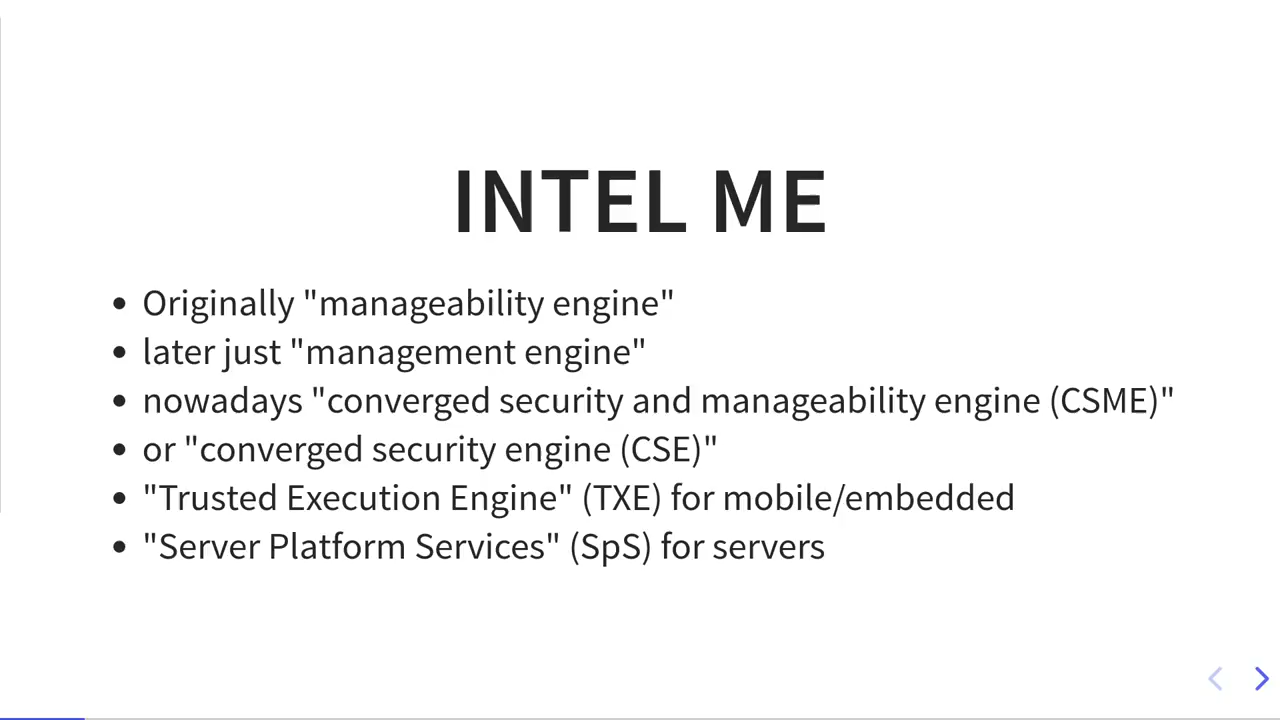 INTEL ME
• Originally "manageability engine"
• later just "management engine"
• nowadays "converged security and manageability engine (CSME)"
• or "converged security engine (CSE)"
• "Trusted Execution Engine" (TXE) for mobile/embedded
• "Server Platform Services" (SpS) for servers